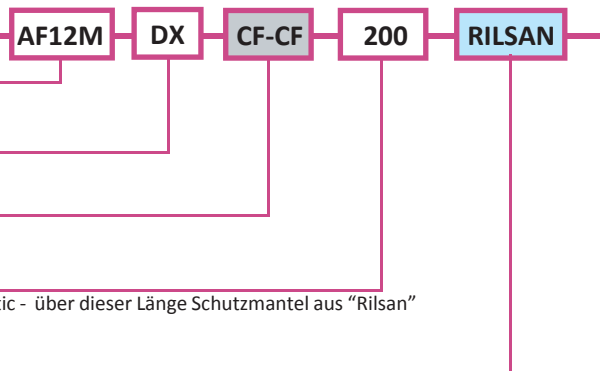 AF12M DX CF-CF 200 RILSAN
- über dieser Länge Schutzmantel aus “Rilsan”